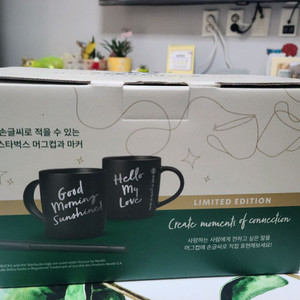 손글씨로 적을 수 있는
스타벅스 머그컵과 마커
Good
Morning
Sunshine!
Hello
My
Love
LIMITED EDITION
Create moments of connection.
사랑하는 사람에게 전하고 싶은 말을
머그컵에 손글씨로 직접 표현해보세요!